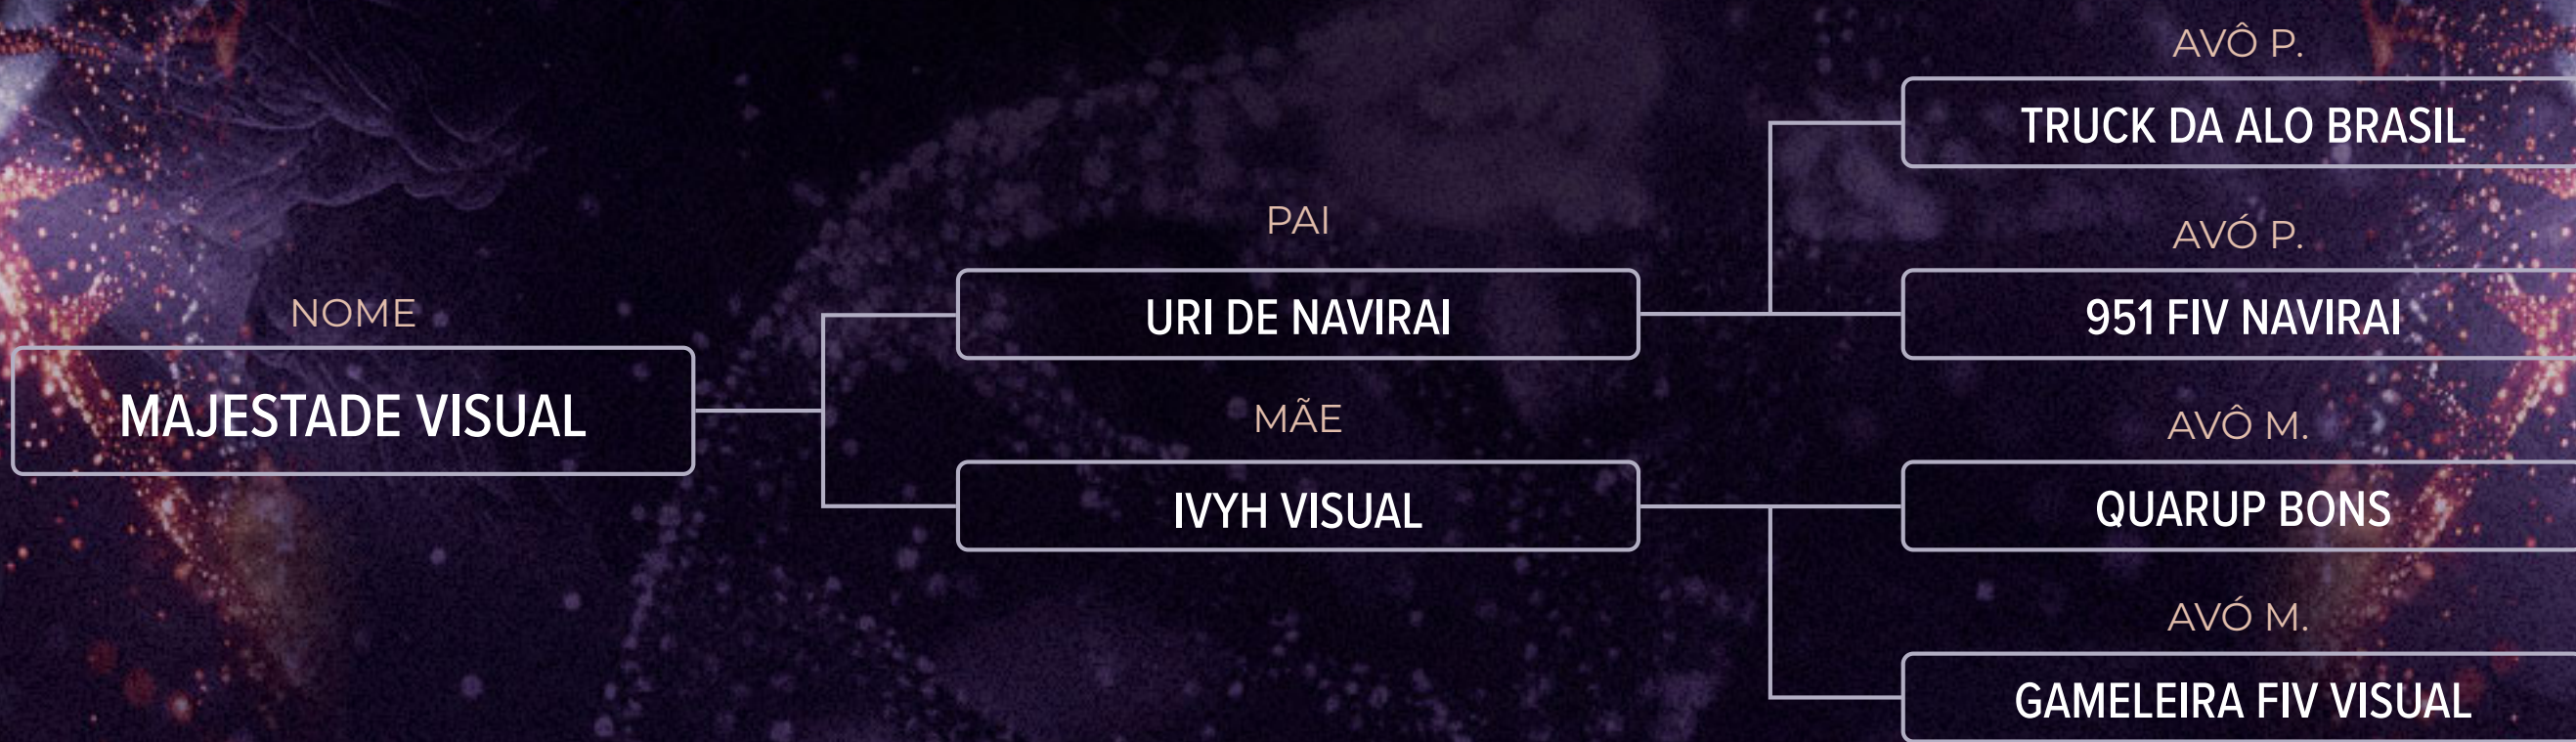 NOME
MAJESTADE VISUAL
PAI
URI DE NAVIRAI
MÃE
IVYH VISUAL
AVÔ P.
TRUCK DA ALO BRASIL
AVÓ P.
951 FIV NAVIRAI
AVÔ M.
QUARUP BONS
AVÓ M.
GAMELEIRA FIV VISUAL